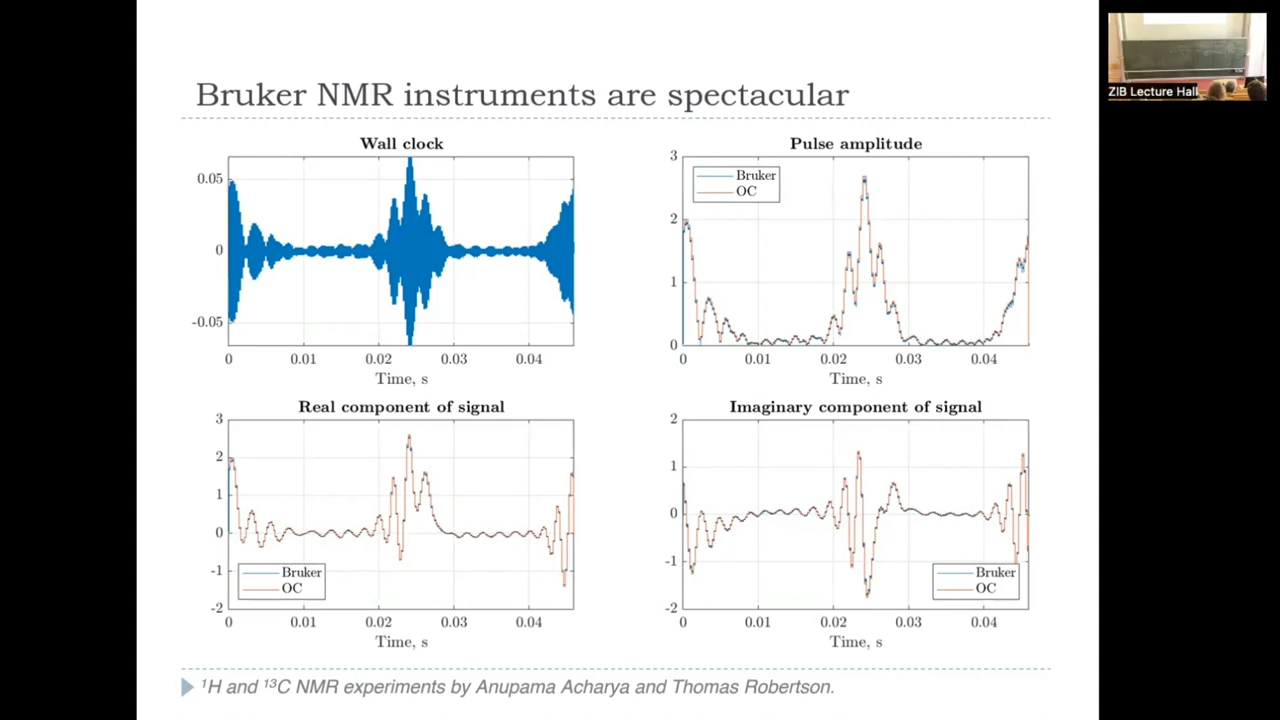 Bruker NMR instruments are spectacular
ZIB Lecture Hall
Wall clock
0.05
0
-0.05
0 0.01 0.02 0.03 0.04
Time, s
Pulse amplitude
3
2
1
0
Bruker
OC
0 0.01 0.02 0.03 0.04
Time, s
Real component of signal
3
2
1
0
-1
-2
Bruker
OC
0 0.01 0.02 0.03 0.04
Time, s
Imaginary component of signal
2
1
0
-1
-2
Bruker
OC
0 0.01 0.02 0.03 0.04
Time, s
¹H and ¹³C NMR experiments by Anupama Acharya and Thomas Robertson.